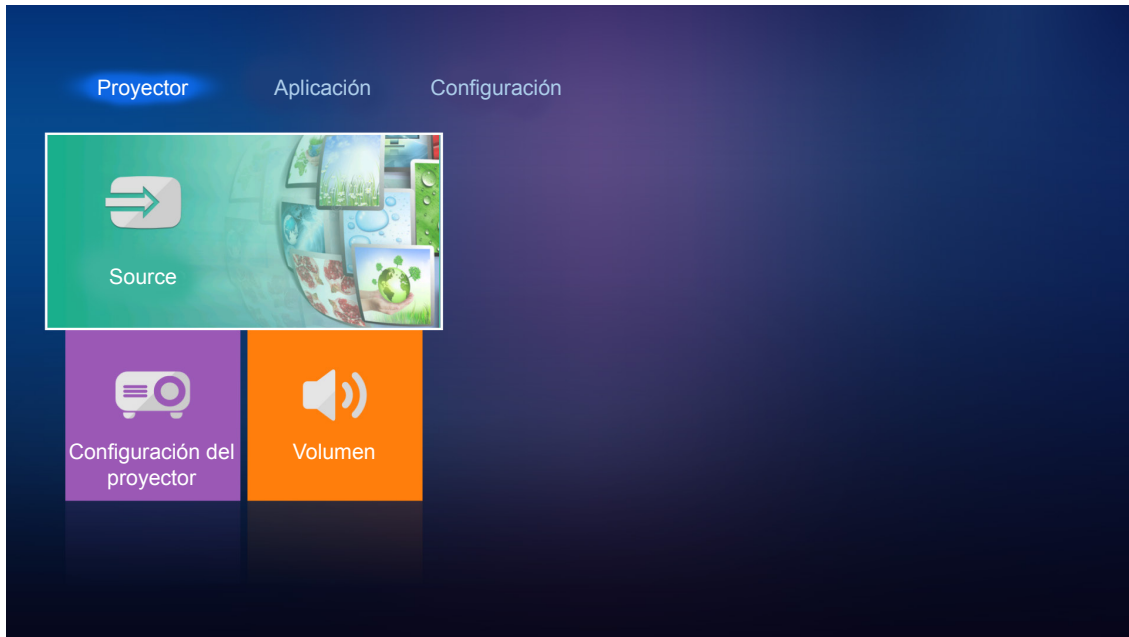 Proyector Aplicación Configuración
Source
Configuración del
proyector
Volumen